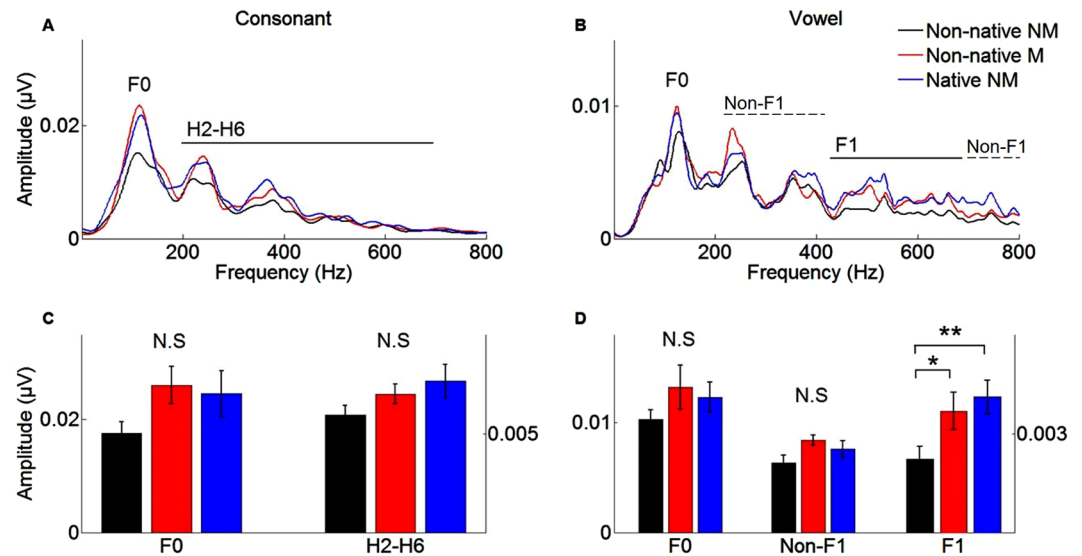 A
Consonant
B
Vowel
Non-native NM
Non-native M
Native NM
Amplitude (µV)
0.02
0
F0
H2-H6
200
400
600
800
Frequency (Hz)
0.01
0
F0
Non-F1
F1
Non-F1
200
400
600
800
Frequency (Hz)
C
Amplitude (µV)
0.02
0
N.S
N.S
0.005
F0
H2-H6
D
0.01
0
N.S
N.S
*
**
0.003
F0
Non-F1
F1